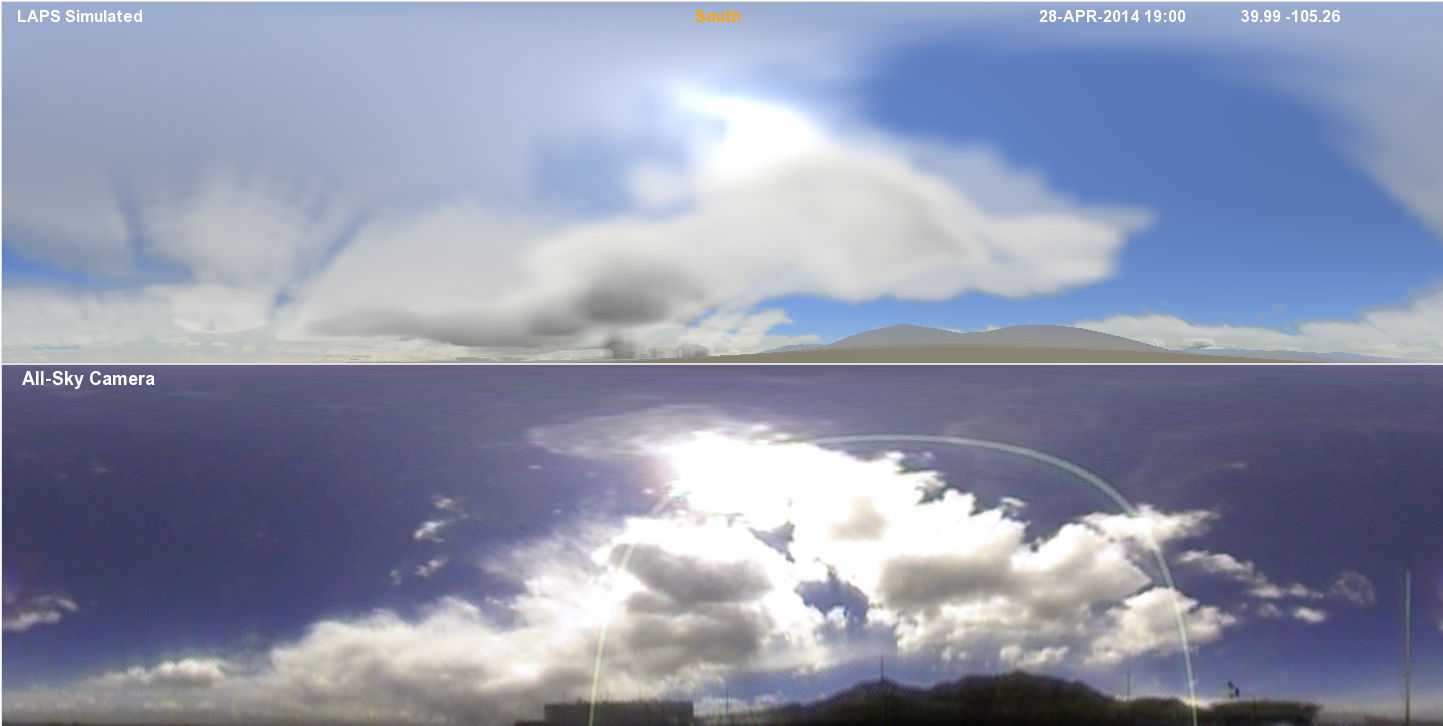 LAPS Simulated South 28-APR-2014 19:00 39.99 -105.26
All-Sky Camera